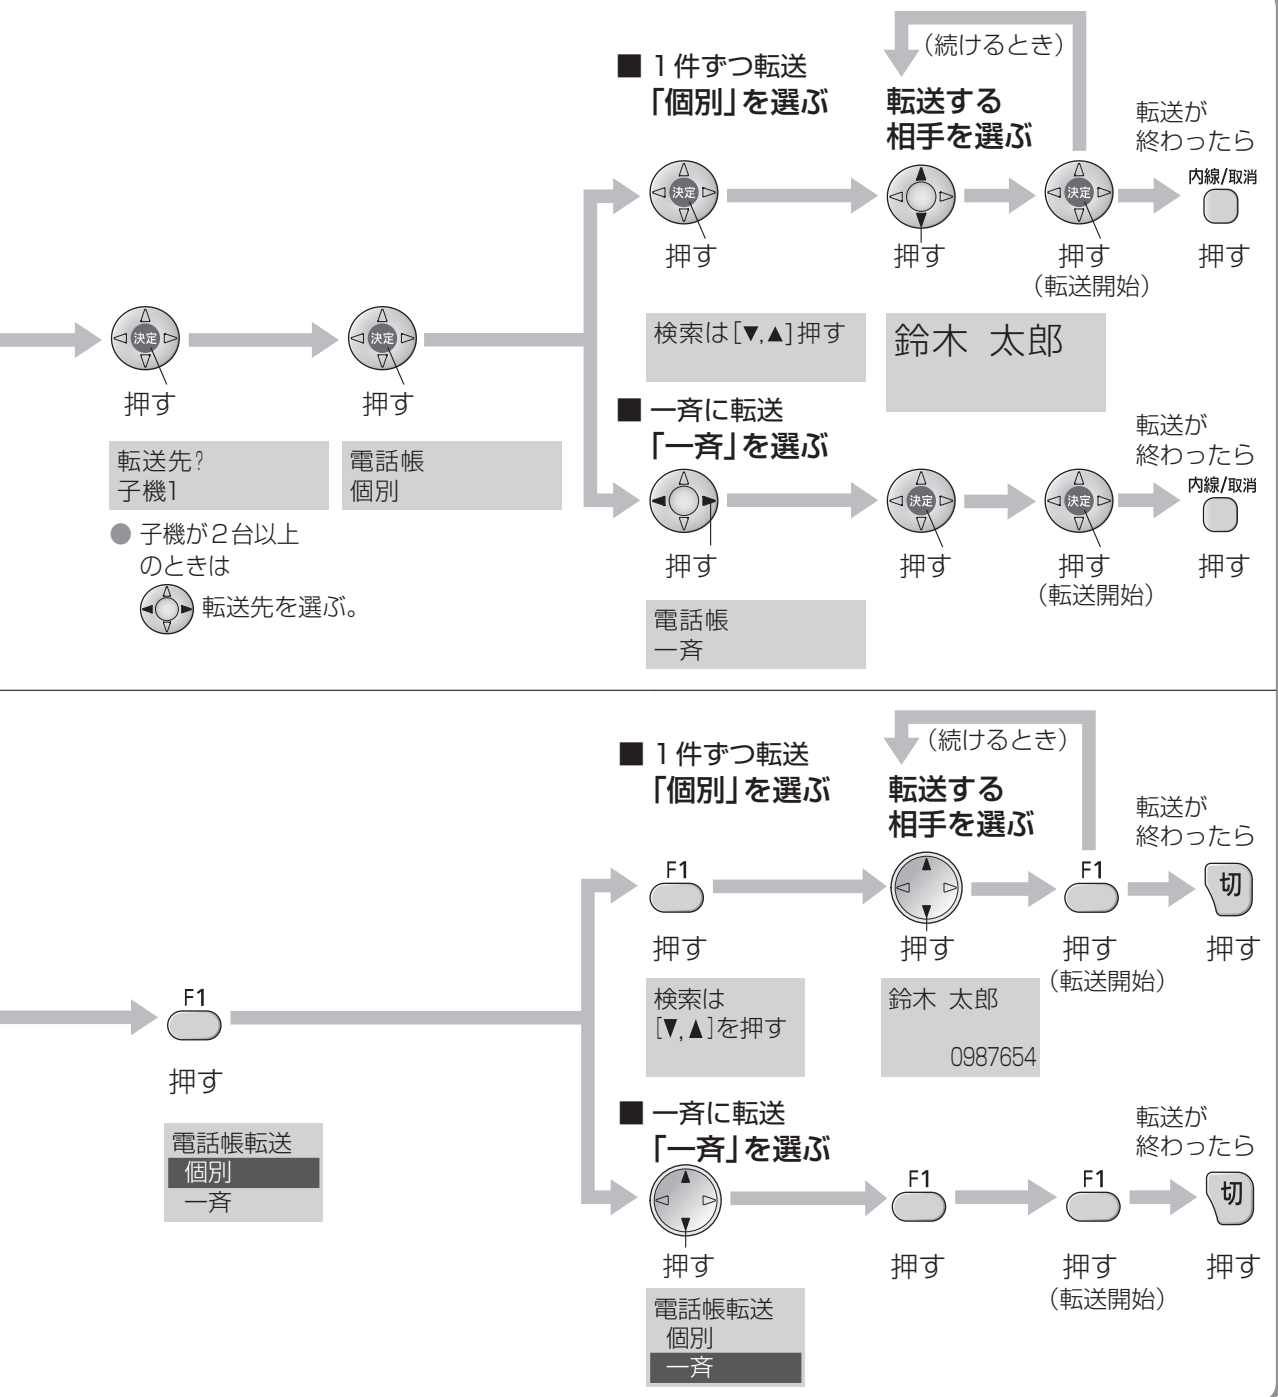 ■ 1件ずつ転送
「個別」を選ぶ
(続けるとき)
転送する
相手を選ぶ
転送が
終わったら
決定
決定
内線/取消
押す
押す
押す
(転送開始)
押す
検索は[▼,▲]押す
鈴木 太郎
決定
押す
決定
押す
転送先?
子機1
電話帳
個別
● 子機が2台以上
のときは
転送先を選ぶ。
■ 一斉に転送
「一斉」を選ぶ
転送が
終わったら
決定
決定
内線/取消
押す
押す
押す
(転送開始)
押す
電話帳
一斉
■ 1件ずつ転送
「個別」を選ぶ
(続けるとき)
転送する
相手を選ぶ
転送が
終わったら
F1
F1
切
押す
押す
押す
(転送開始)
押す
検索は
[▼,▲]を押す
鈴木 太郎
0987654
F1
押す
電話帳転送
個別
一斉
■ 一斉に転送
「一斉」を選ぶ
転送が
終わったら
F1
F1
切
押す
押す
押す
(転送開始)
押す
電話帳転送
個別
一斉